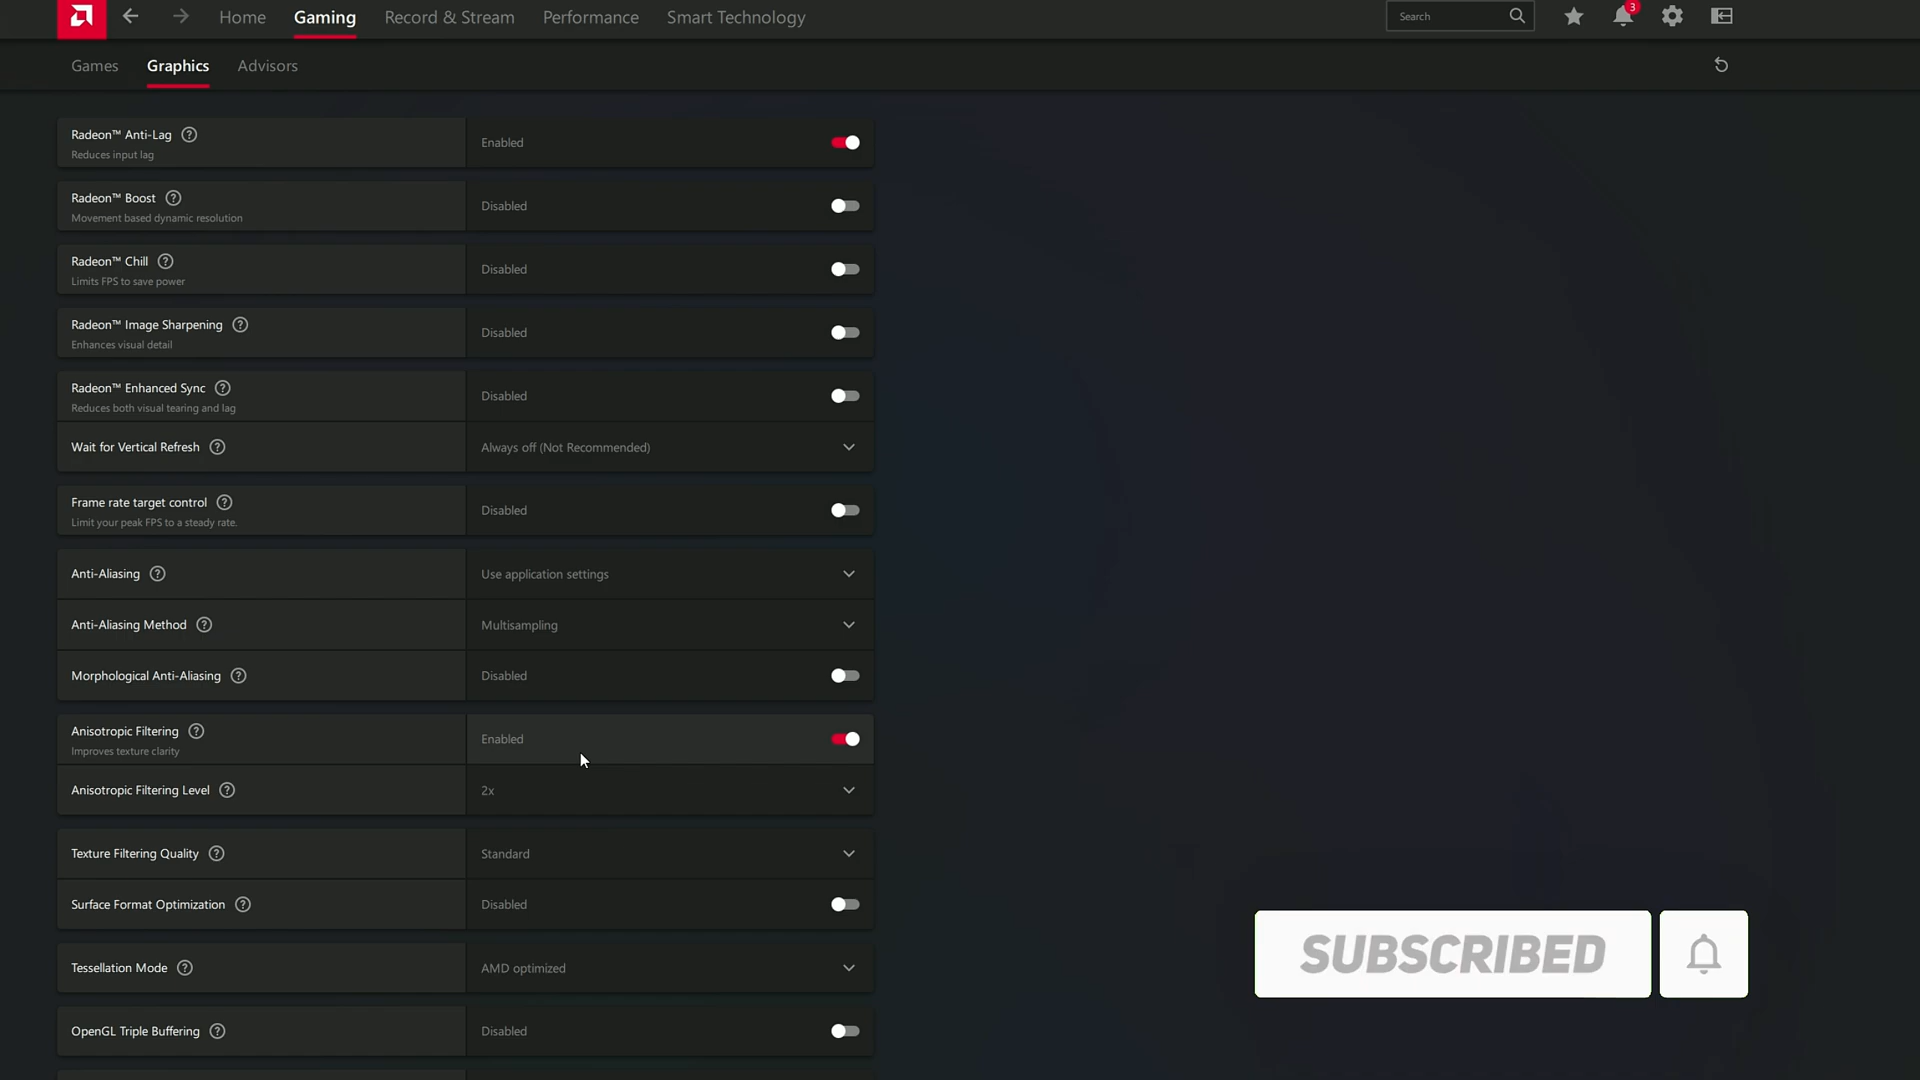 Home
Gaming
Record & Stream
Performance
Smart Technology
Search
3
Games
Graphics
Advisors
Radeon™ Anti-Lag ?
Reduces input lag
Enabled
Radeon™ Boost ?
Movement based dynamic resolution
Disabled
Radeon™ Chill ?
Limits FPS to save power
Disabled
Radeon™ Image Sharpening ?
Enhances visual detail
Disabled
Radeon™ Enhanced Sync ?
Reduces both visual tearing and lag
Disabled
Wait for Vertical Refresh ?
Always off (Not Recommended)
Frame rate target control ?
Limit your peak FPS to a steady rate.
Disabled
Anti-Aliasing ?
Use application settings
Anti-Aliasing Method ?
Multisampling
Morphological Anti-Aliasing ?
Disabled
Anisotropic Filtering ?
Improves texture clarity
Enabled
Anisotropic Filtering Level ?
2x
Texture Filtering Quality ?
Standard
Surface Format Optimization ?
Disabled
Tessellation Mode ?
AMD optimized
OpenGL Triple Buffering ?
Disabled
SUBSCRIBED